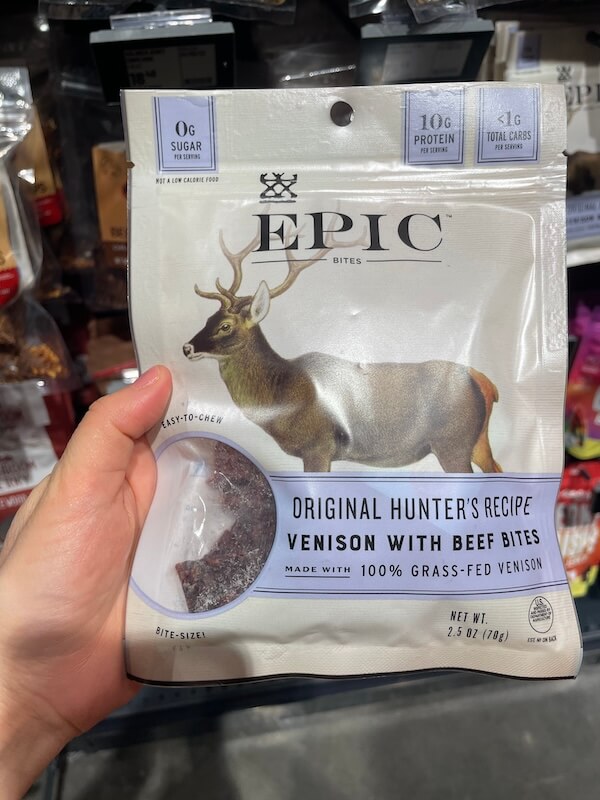 0G
SUGAR
PER SERVING
NOT A LOW CALORIE FOOD
10G
PROTEIN
PER SERVING
<1G
TOTAL CARBS
PER SERVING
EPIC™
BITES
EASY-TO-CHEW
ORIGINAL HUNTER'S RECIPE
VENISON WITH BEEF BITES
MADE WITH 100% GRASS-FED VENISON
BITE-SIZE!
NET WT.
2.5 OZ (70g)